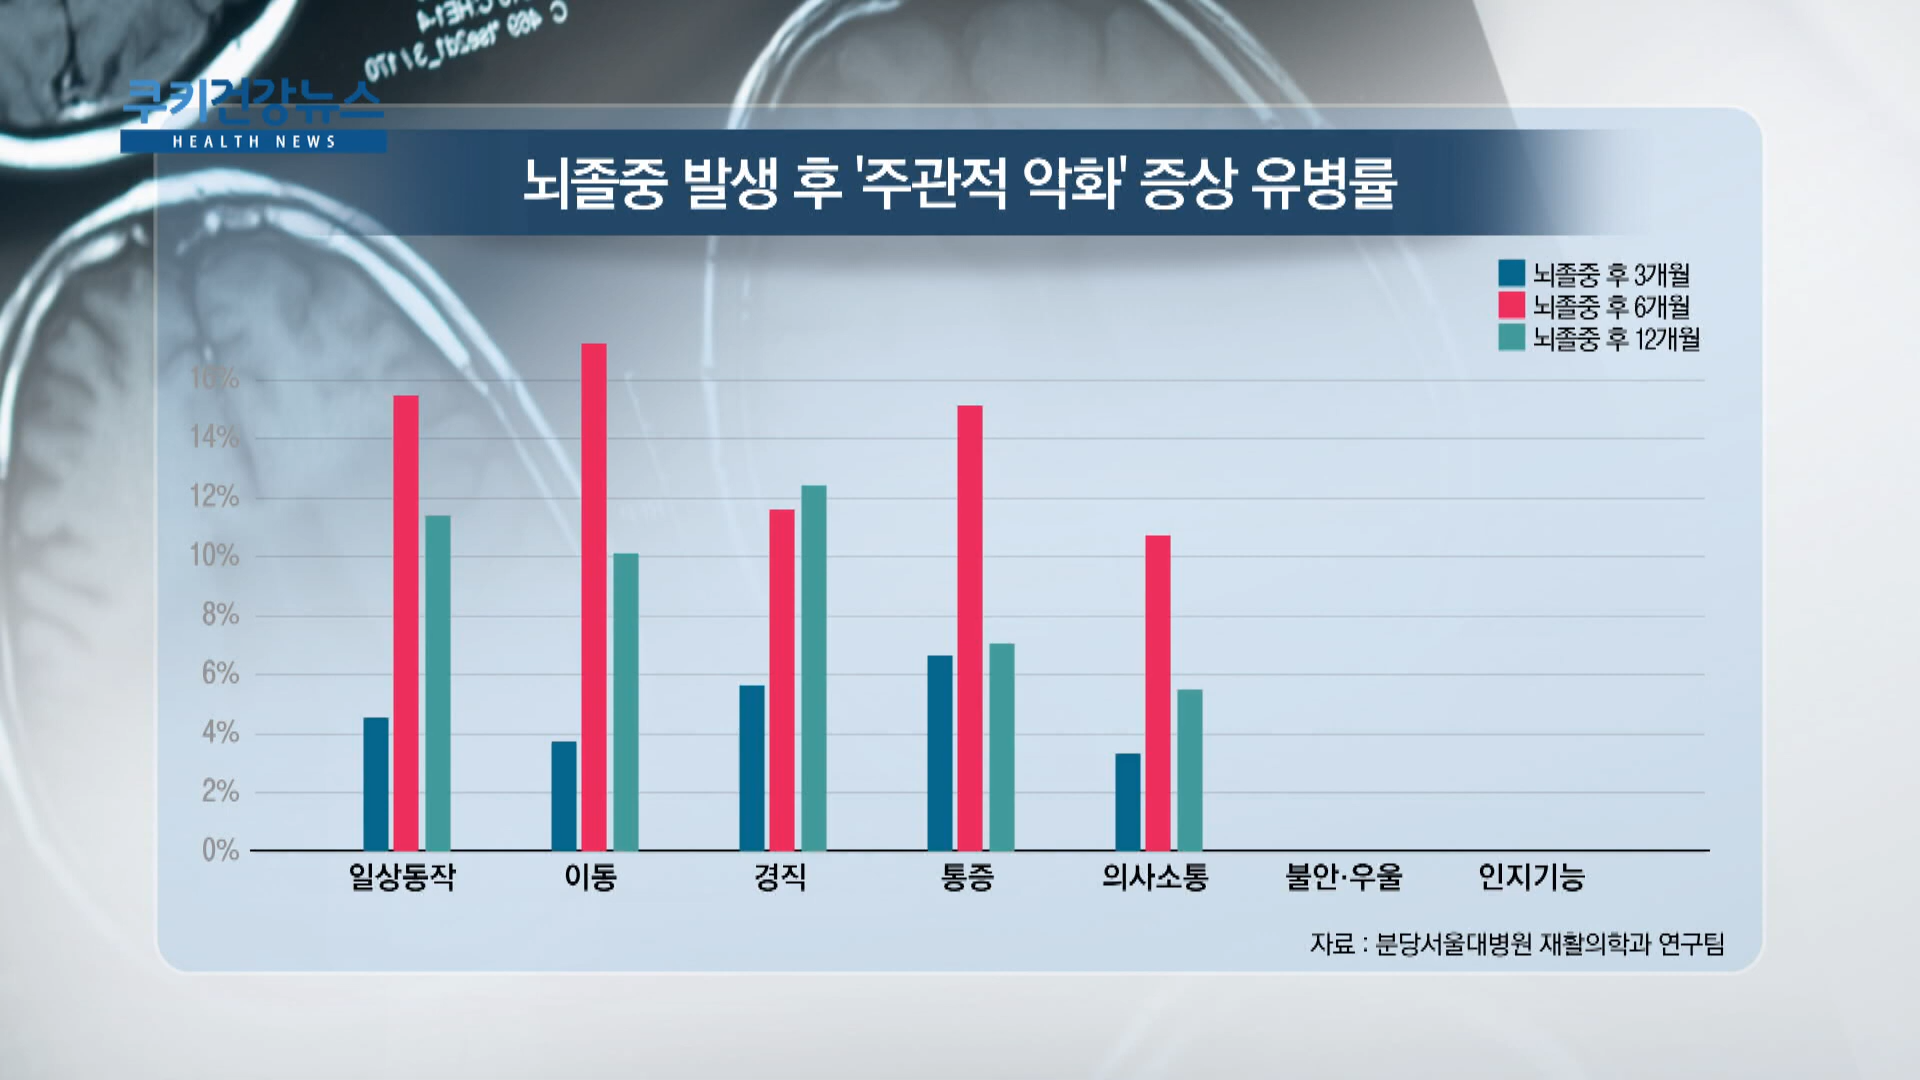 쿠키건강뉴스
HEALTH NEWS
뇌졸중 발생 후 '주관적 악화' 증상 유병률
뇌졸중 후 3개월
뇌졸중 후 6개월
뇌졸중 후 12개월
16%
14%
12%
10%
8%
6%
4%
2%
0%
일상동작 이동 경직 통증 의사소통 불안·우울 인지기능
자료 : 분당서울대병원 재활의학과 연구팀